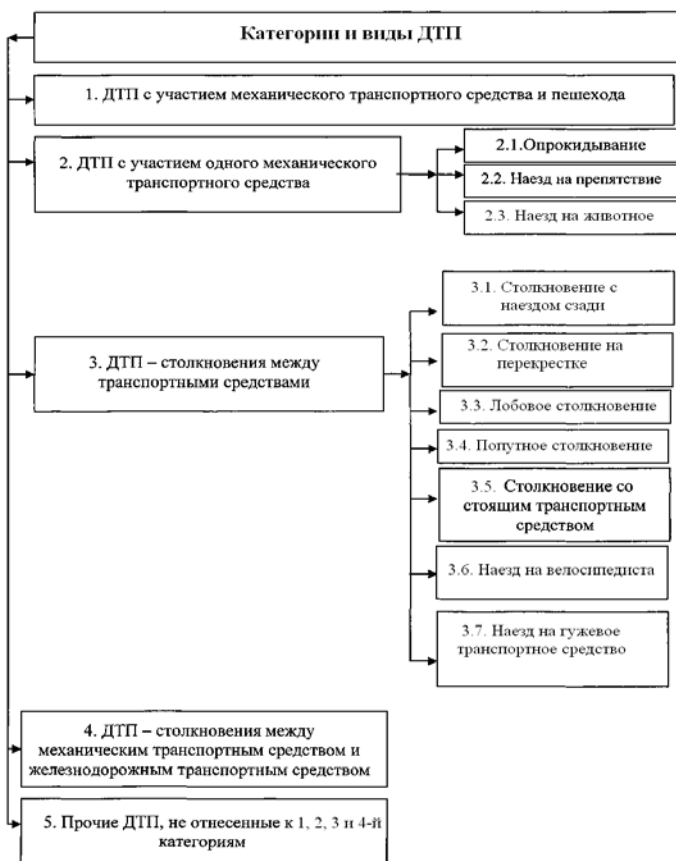 Категории и виды ДТП
1. ДТП с участием механического транспортного средства и пешехода
2. ДТП с участием одного механического
транспортного средства
2.1.Опрокидывание
2.2. Наезд на препятствие
2.3. Наезд на животное
3. ДТП – столкновения между
транспортными средствами
3.1. Столкновение с
наездом сзади
3.2. Столкновение на
перекрестке
3.3. Лобовое столкновение
3.4. Попутное столкновение
3.5. Столкновение со
стоящим транспортным
средством
3.6. Наезд на велосипедиста
3.7. Наезд на гужевое
транспортное средство
4. ДТП – столкновения между
механическим транспортным средством и
железнодорожным транспортным средством
5. Прочие ДТП, не отнесенные к 1, 2, 3 и 4-й
категориям